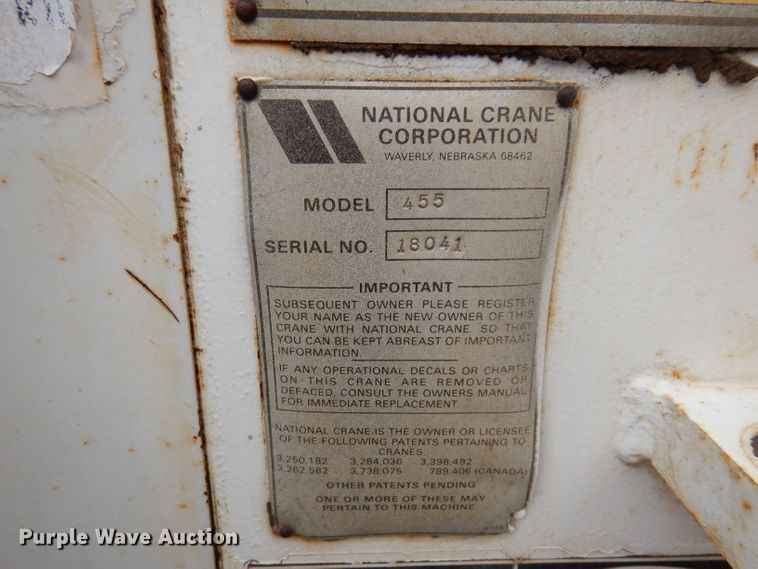 NATIONAL CRANE
CORPORATION
WAVERLY, NEBRASKA 68462
MODEL 455
SERIAL NO. 18041
IMPORTANT
SUBSEQUENT OWNER PLEASE REGISTER
YOUR NAME AS THE NEW OWNER OF THIS
CRANE WITH NATIONAL CRANE. SO THAT
YOU CAN BE KEPT ABREAST OF IMPORTANT
INFORMATION.
IF ANY OPERATIONAL DECALS OR CHARTS
ON THIS CRANE ARE REMOVED OR
DEFACED, CONSULT THE OWNERS MANUAL
FOR IMMEDIATE REPLACEMENT.
NATIONAL CRANE IS THE OWNER OR LICENSEE
OF THE FOLLOWING PATENTS PERTAINING TO
CRANES:
3,250,182 3,284,036 3,398,492
3,262,582 3,738,075 789,406 (CANADA)
OTHER PATENTS PENDING
ONE OR MORE OF THESE MAY
PERTAIN TO THIS MACHINE
Purple Wave Auction